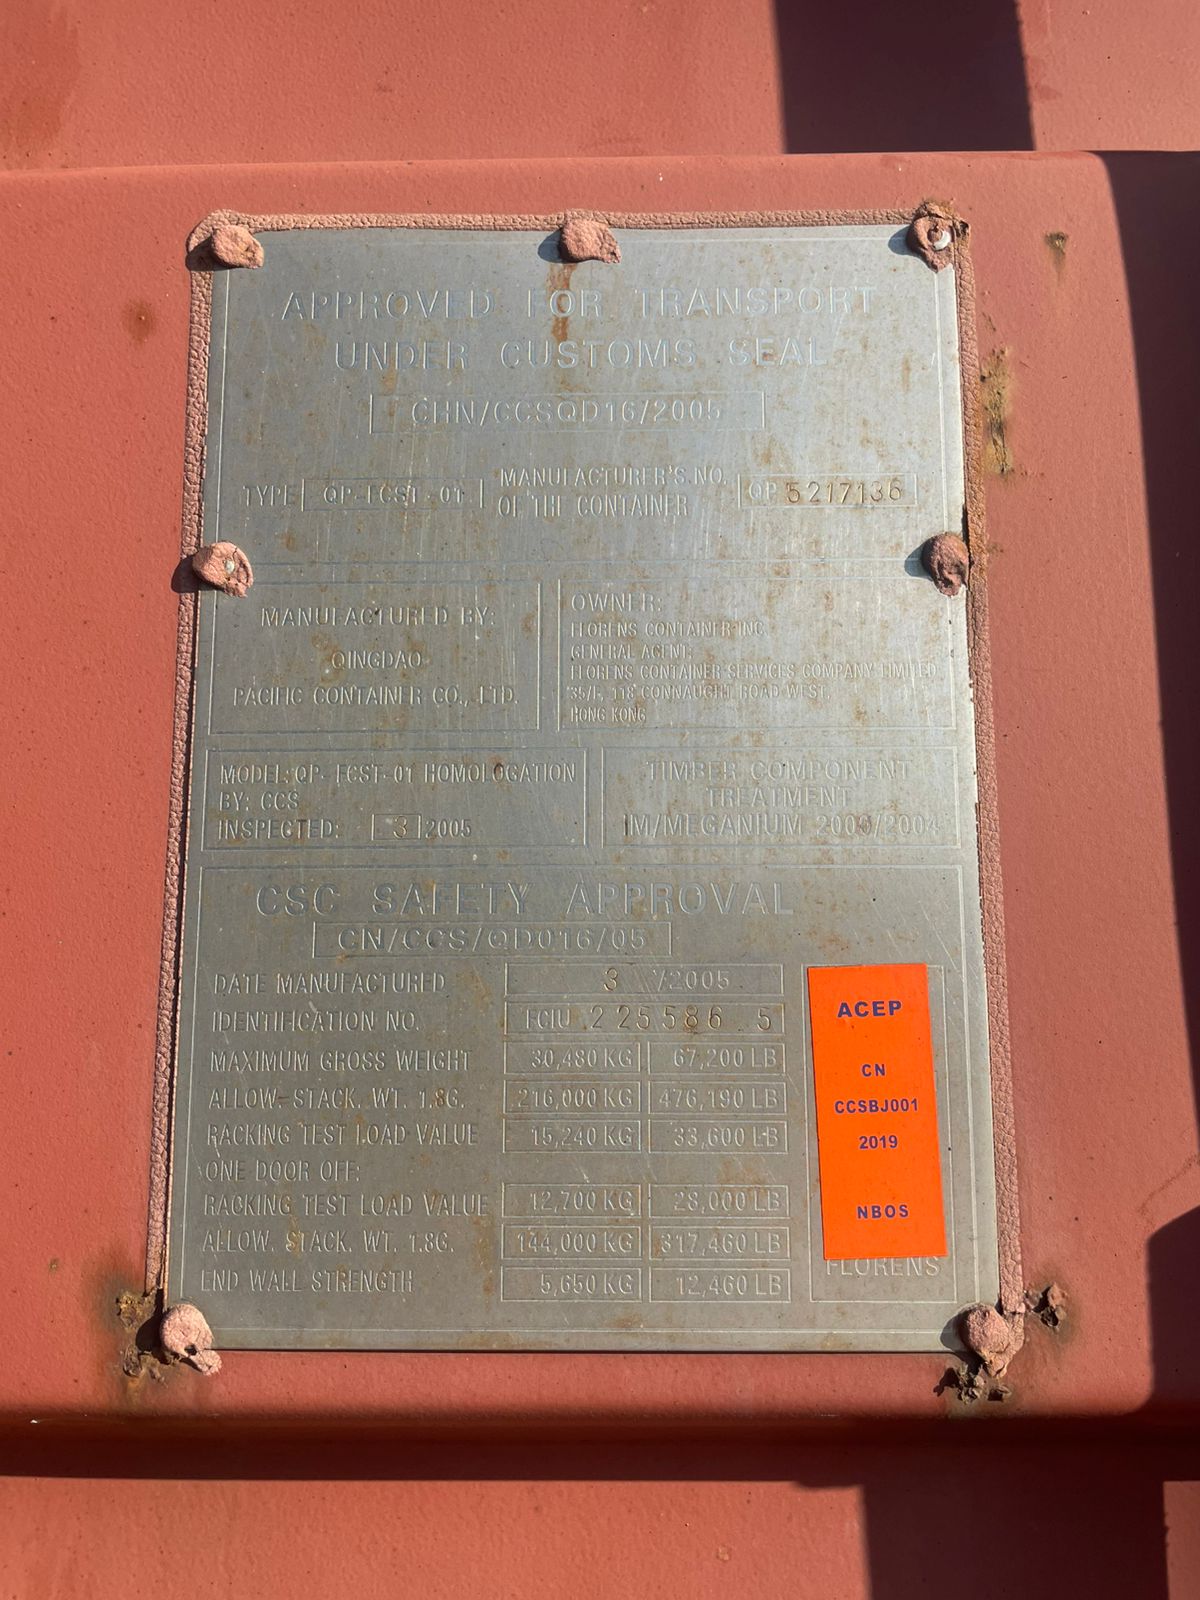 APPROVED FOR TRANSPORT
UNDER CUSTOMS SEAL
CHN/CCSQD16/2005
TYPE QP-FCST-01 MANUFACTURER'S.NO. OF THE CONTAINER QP 5217136
MANUFACTURED BY:
QINGDAO
PACIFIC CONTAINER CO., LTD.
OWNER:
FLORENS CONTAINER INC
GENERAL AGENT:
FLORENS CONTAINER SERVICES COMPANY LIMITED
35/F., 118 CONNAUGHT ROAD WEST,
HONG KONG
MODEL: QP-FCST-01 HOMOLOGATION
BY: CCS
INSPECTED: 3 2005
TIMBER COMPONENT
TREATMENT
IM/MEGANIUM 2000/2004
CSC SAFETY APPROVAL
CN/CCS/QD016/05
DATE MANUFACTURED 3 /2005
IDENTIFICATION NO. FCIU 225586 5
MAXIMUM GROSS WEIGHT 30,480 KG 67,200 LB
ALLOW. STACK. WT. 1.8G. 216,000 KG 476,190 LB
RACKING TEST LOAD VALUE 15,240 KG 33,600 LB
ONE DOOR OFF:
RACKING TEST LOAD VALUE 12,700 KG 28,000 LB
ALLOW. STACK. WT. 1.8G. 144,000 KG 317,460 LB
END WALL STRENGTH 5,650 KG 12,460 LB
ACEP
CN
CCSBJ001
2019
NBOS
FLORENS